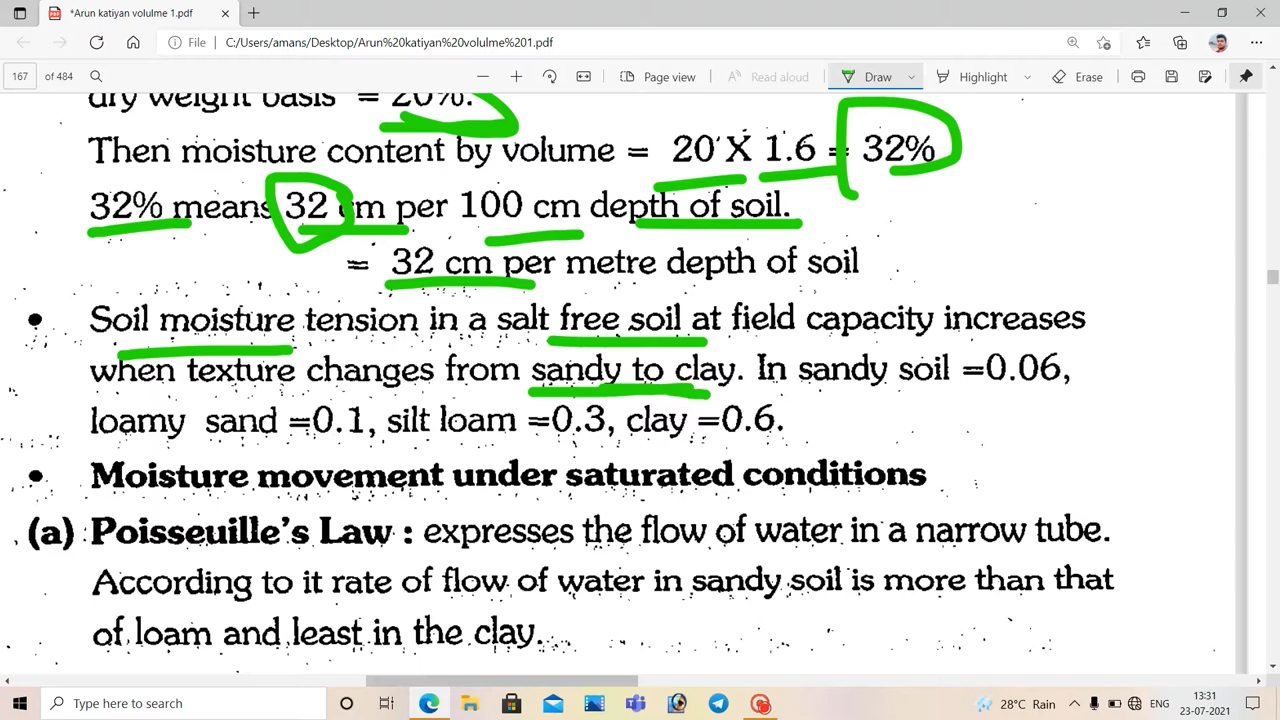 *Arun katiyan volulme 1.pdf
File C:/Users/amans/Desktop/Arun%20katiyan%20volulme%201.pdf
167 of 484 Page view Read aloud Draw Highlight Erase
dry weight basis = 20%.
Then moisture content by volume = 20 X 1.6 = 32%
32% means 32 cm per 100 cm depth of soil.
= 32 cm per metre depth of soil
• Soil moisture tension in a salt free soil at field capacity increases
when texture changes from sandy to clay. In sandy soil =0.06,
loamy sand =0.1, silt loam =0.3, clay =0.6.
• Moisture movement under saturated conditions
(a) Poisseuille's Law : expresses the flow of water in a narrow tube.
According to it rate of flow of water in sandy soil is more than that
of loam and least in the clay.
Type here to search 28°C Rain ENG 13:31
23-07-2021